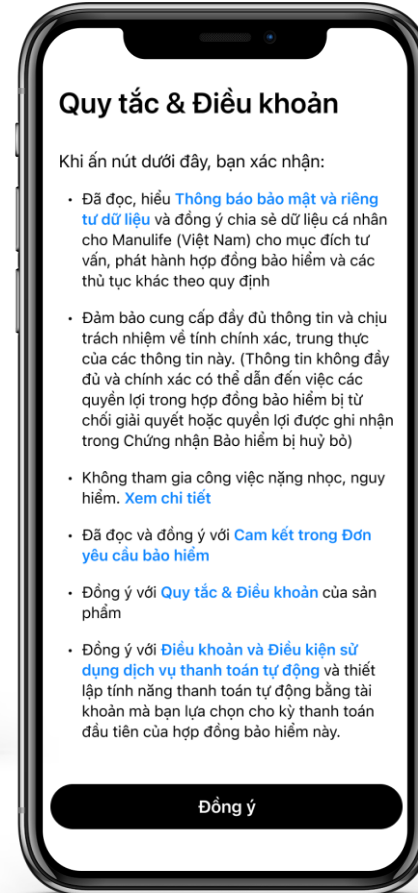 Quy tắc & Điều khoản
Khi ấn nút dưới đây, bạn xác nhận:
• Đã đọc, hiểu Thông báo bảo mật và riêng
tư dữ liệu và đồng ý chia sẻ dữ liệu cá nhân
cho Manulife (Việt Nam) cho mục đích tư
vấn, phát hành hợp đồng bảo hiểm và các
thủ tục khác theo quy định
• Đảm bảo cung cấp đầy đủ thông tin và chịu
trách nhiệm về tính chính xác, trung thực
của các thông tin này. (Thông tin không đầy
đủ và chính xác có thể dẫn đến việc các
quyền lợi trong hợp đồng bảo hiểm bị từ
chối giải quyết hoặc quyền lợi được ghi nhận
trong Chứng nhận Bảo hiểm bị huỷ bỏ)
• Không tham gia công việc nặng nhọc, nguy
hiểm. Xem chi tiết
• Đã đọc và đồng ý với Cam kết trong Đơn
yêu cầu bảo hiểm
• Đồng ý với Quy tắc & Điều khoản của sản
phẩm
• Đồng ý với Điều khoản và Điều kiện sử
dụng dịch vụ thanh toán tự động và thiết
lập tính năng thanh toán tự động bằng tài
khoản mà bạn lựa chọn cho kỳ thanh toán
đầu tiên của hợp đồng bảo hiểm này.
Đồng ý